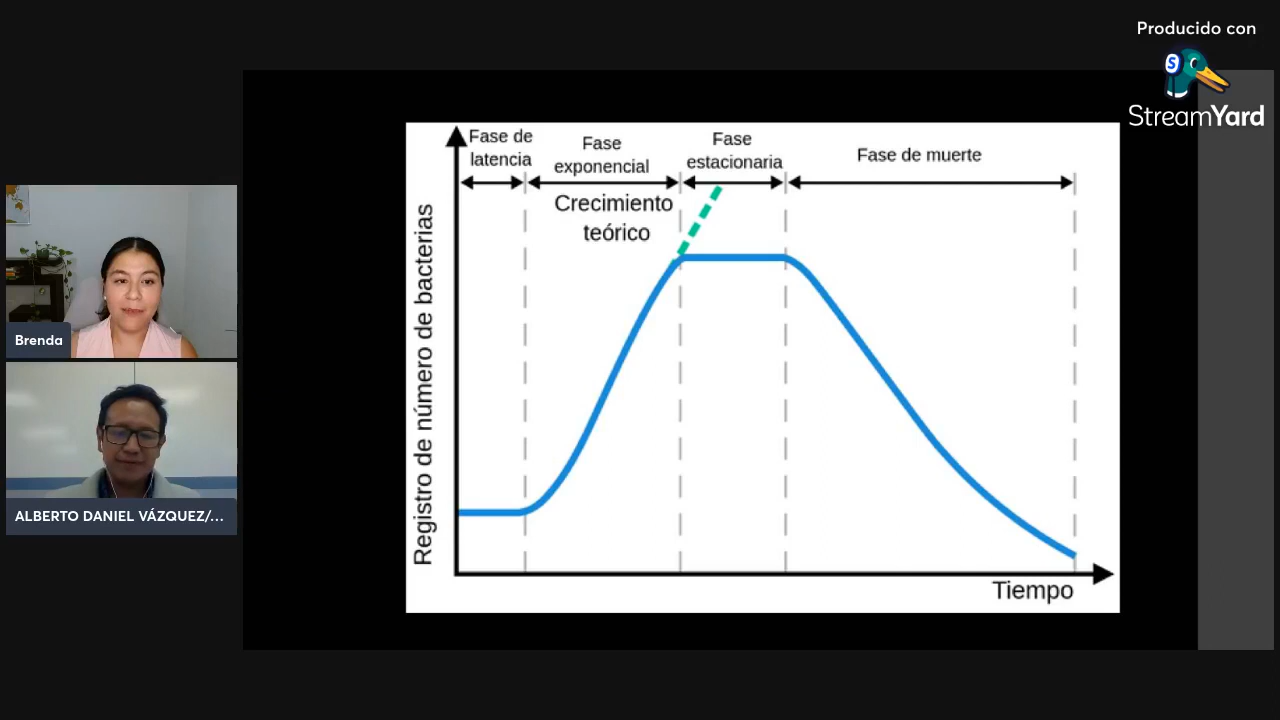 Producido con
StreamYard
Brenda
ALBERTO DANIEL VÁZQUEZ/...
Fase de
latencia
Fase
exponencial
Fase
estacionaria
Fase de muerte
Crecimiento
teórico
Registro de número de bacterias
Tiempo